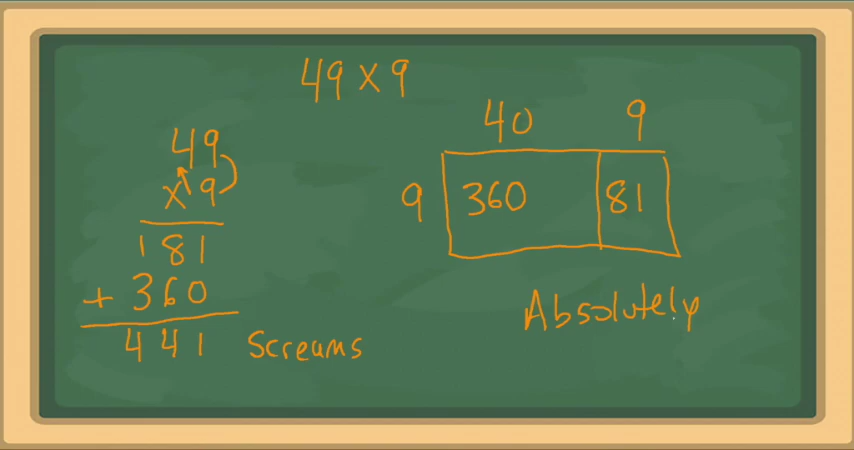 49 x 9
49
x 9
181
+ 360
441 Screams
40 9
9 360 81
Absolutely